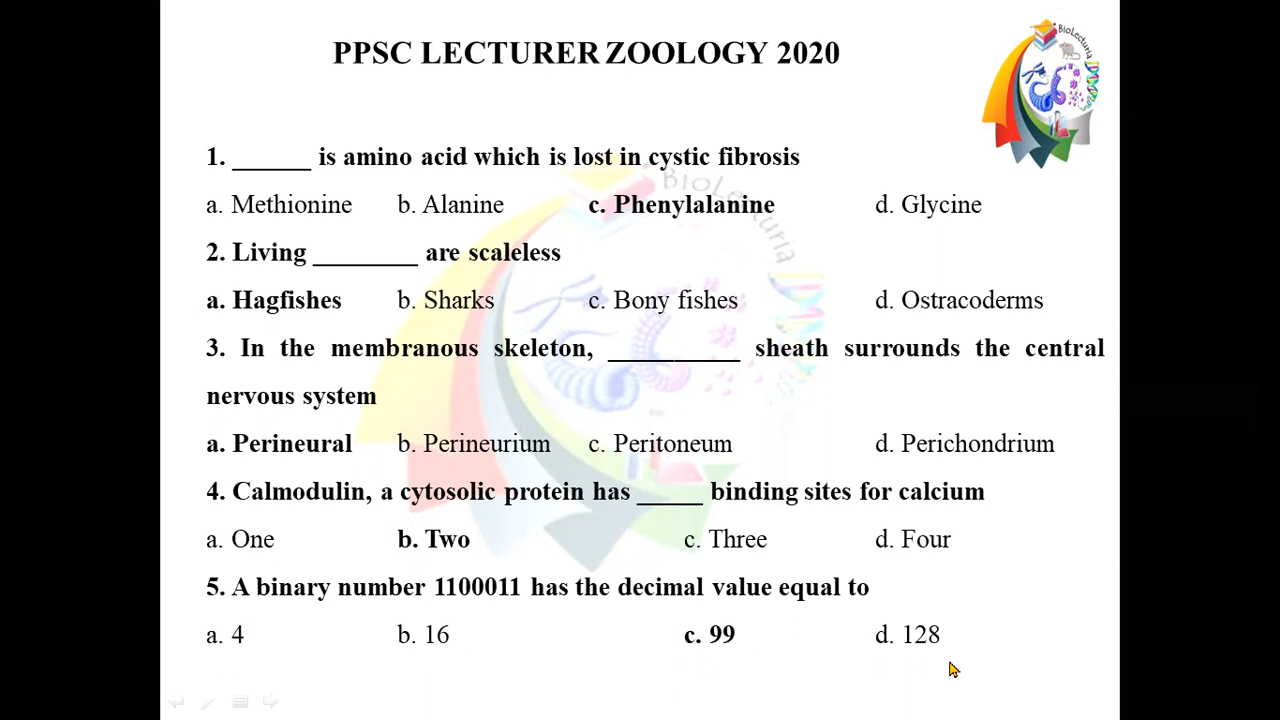 PPSC LECTURER ZOOLOGY 2020
BioLecturia
1. ______ is amino acid which is lost in cystic fibrosis
a. Methionine b. Alanine c. Phenylalanine d. Glycine
2. Living ________ are scaleless
a. Hagfishes b. Sharks c. Bony fishes d. Ostracoderms
3. In the membranous skeleton, __________ sheath surrounds the central
nervous system
a. Perineural b. Perineurium c. Peritoneum d. Perichondrium
4. Calmodulin, a cytosolic protein has _____ binding sites for calcium
a. One b. Two c. Three d. Four
5. A binary number 1100011 has the decimal value equal to
a. 4 b. 16 c. 99 d. 128
BioLecturia